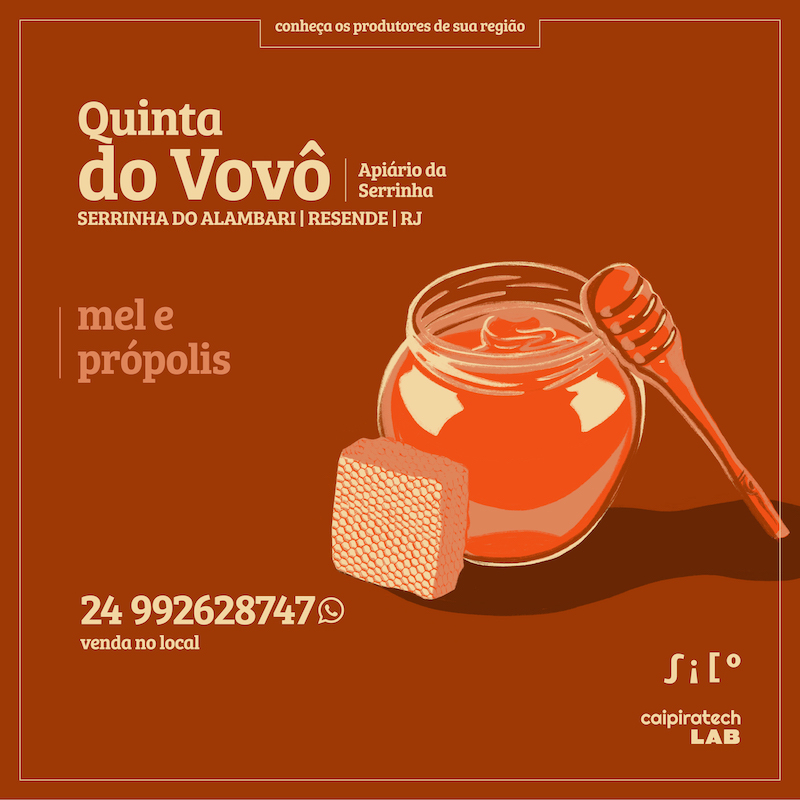 conheça os produtores de sua região
Quinta
do Vovô
Apiário da
Serrinha
SERRINHA DO ALAMBARI | RESENDE | RJ
mel e
própolis
24 992628747
venda no local
Silo
caipiratech
LAB